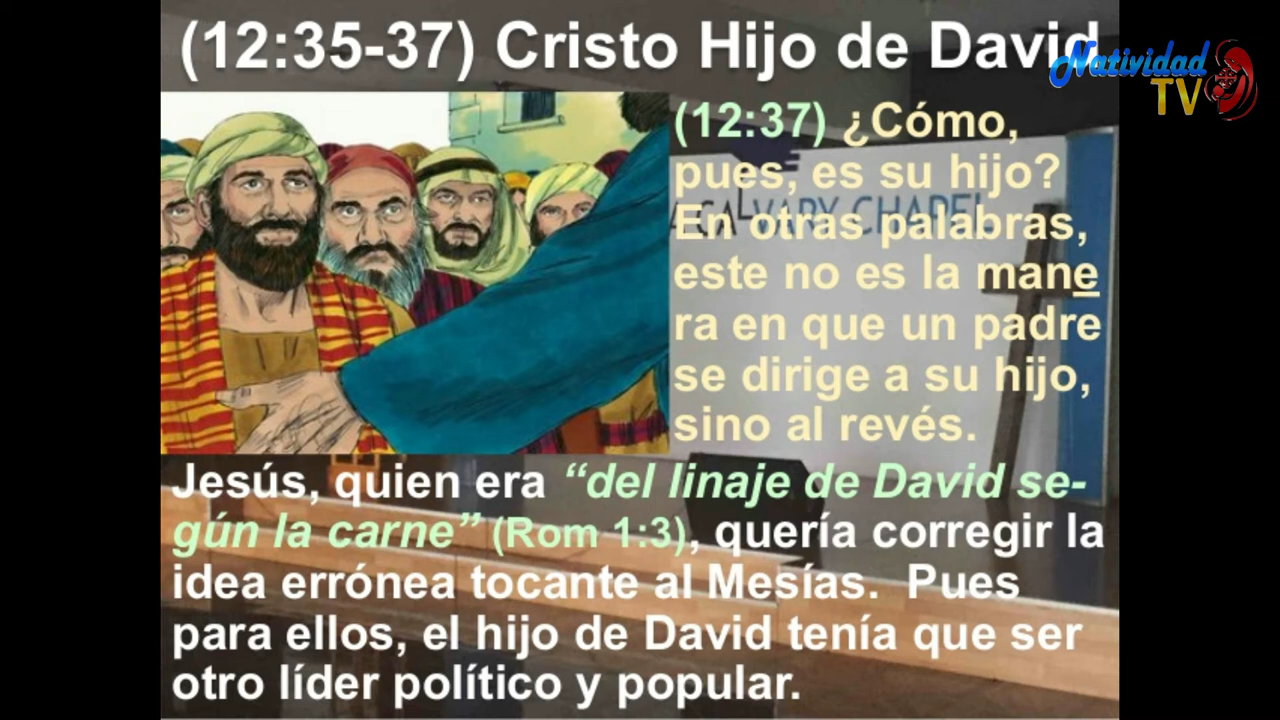 (12:35-37) Cristo Hijo de David
Natividad
TV
(12:37) ¿Cómo,
pues, es su hijo?
CALVARY CHAPEL
En otras palabras,
este no es la mane
ra en que un padre
se dirige a su hijo,
sino al revés.
Jesús, quien era “del linaje de David se-
gún la carne” (Rom 1:3), quería corregir la
idea errónea tocante al Mesías. Pues
para ellos, el hijo de David tenía que ser
otro líder político y popular.